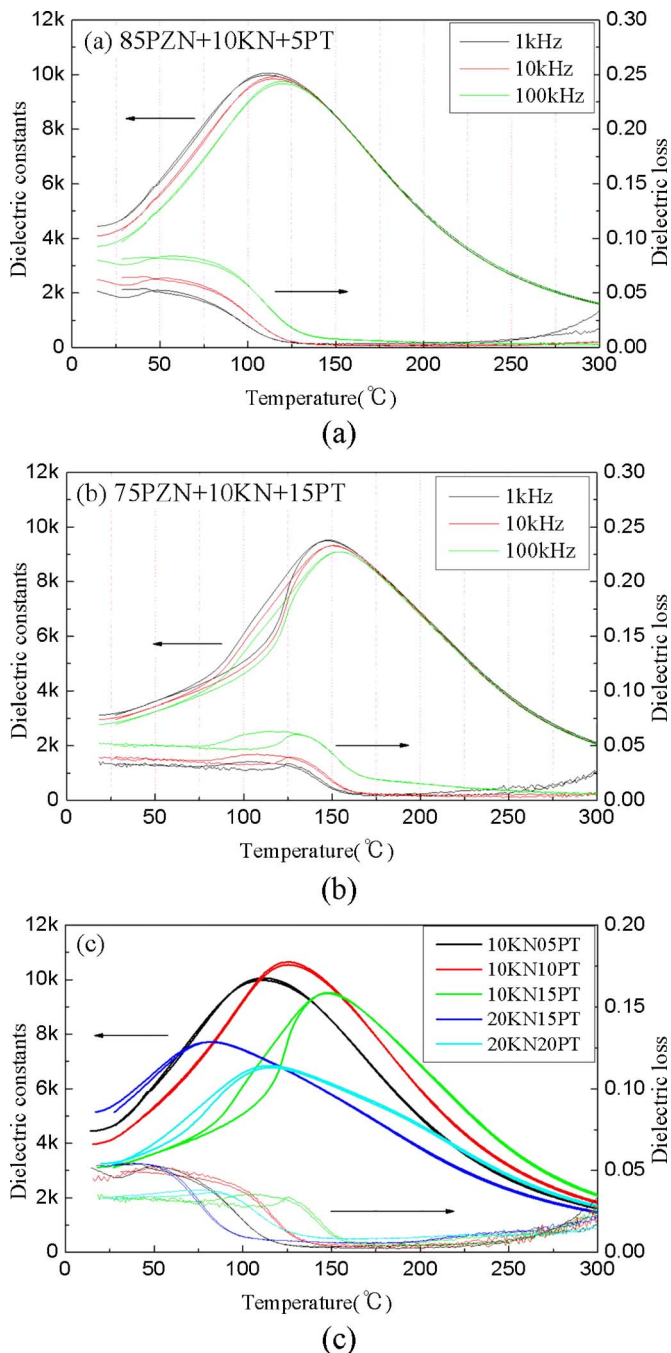 (a) 85PZN+10KN+5PT
1kHz
10kHz
100kHz
12k
10k
8k
6k
4k
2k
0
Dielectric constants
0.30
0.25
0.20
0.15
0.10
0.05
0.00
Dielectric loss
0 50 100 150 200 250 300
Temperature(℃)
(a)
(b) 75PZN+10KN+15PT
1kHz
10kHz
100kHz
12k
10k
8k
6k
4k
2k
0
Dielectric constants
0.30
0.25
0.20
0.15
0.10
0.05
0.00
Dielectric loss
0 50 100 150 200 250 300
Temperature(℃)
(b)
(c)
10KN05PT
10KN10PT
10KN15PT
20KN15PT
20KN20PT
12k
10k
8k
6k
4k
2k
0
Dielectric constants
0.20
0.15
0.10
0.05
0.00
Dielectric loss
0 50 100 150 200 250 300
Temperature(℃)
(c)